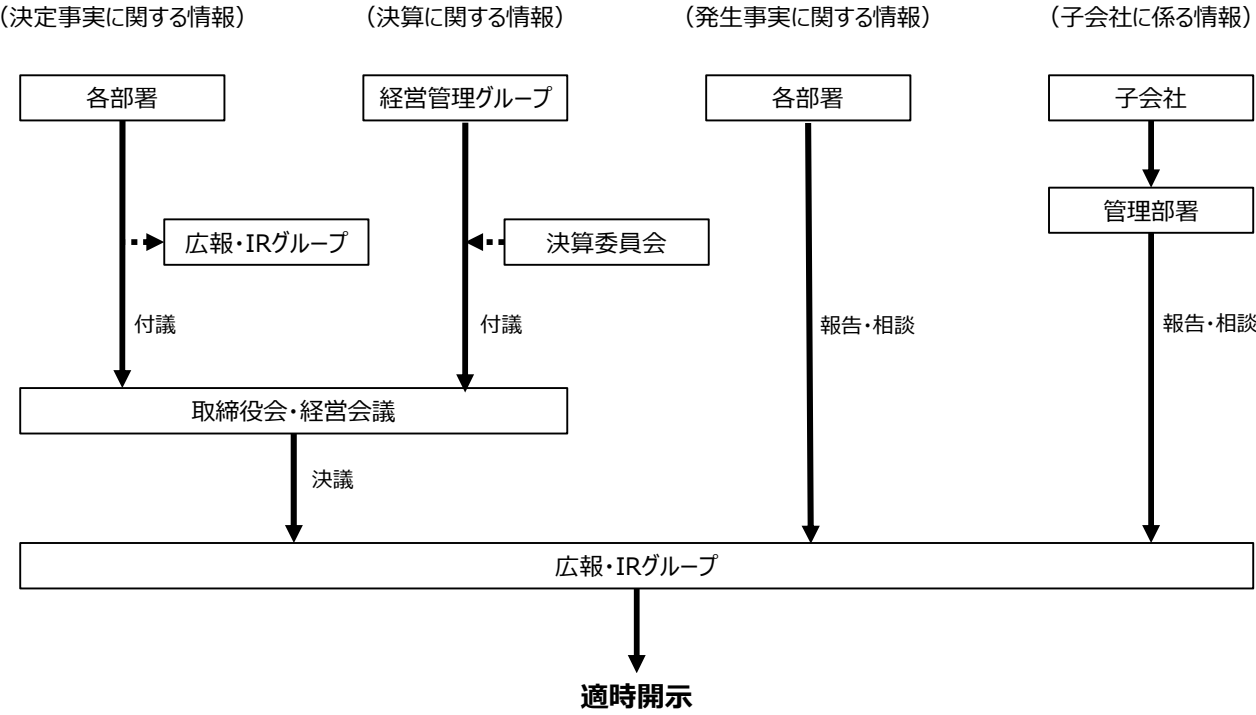 （決定事実に関する情報）
（決算に関する情報）
（発生事実に関する情報）
（子会社に係る情報）
各部署
経営管理グループ
各部署
子会社
管理部署
広報・IRグループ
決算委員会
付議
付議
報告・相談
報告・相談
取締役会・経営会議
決議
広報・IRグループ
適時開示